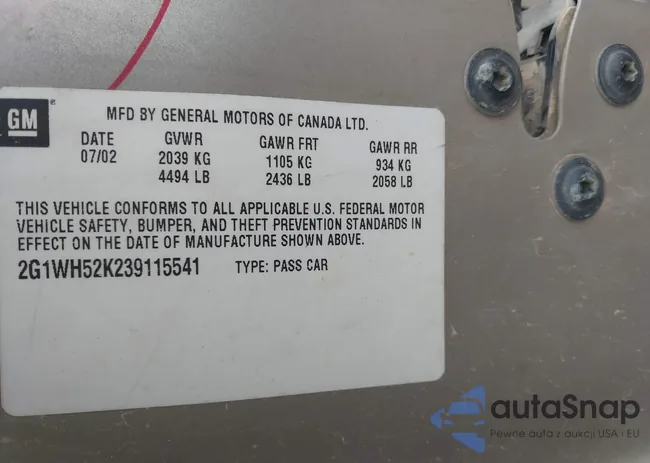 GM
MFD BY GENERAL MOTORS OF CANADA LTD.
DATE GVWR GAWR FRT GAWR RR
07/02 2039 KG 1105 KG 934 KG
4494 LB 2436 LB 2058 LB
THIS VEHICLE CONFORMS TO ALL APPLICABLE U.S. FEDERAL MOTOR
VEHICLE SAFETY, BUMPER, AND THEFT PREVENTION STANDARDS IN
EFFECT ON THE DATE OF MANUFACTURE SHOWN ABOVE.
2G1WH52K239115541 TYPE: PASS CAR
autaSnap
Pewne auta z aukcji USA i EU